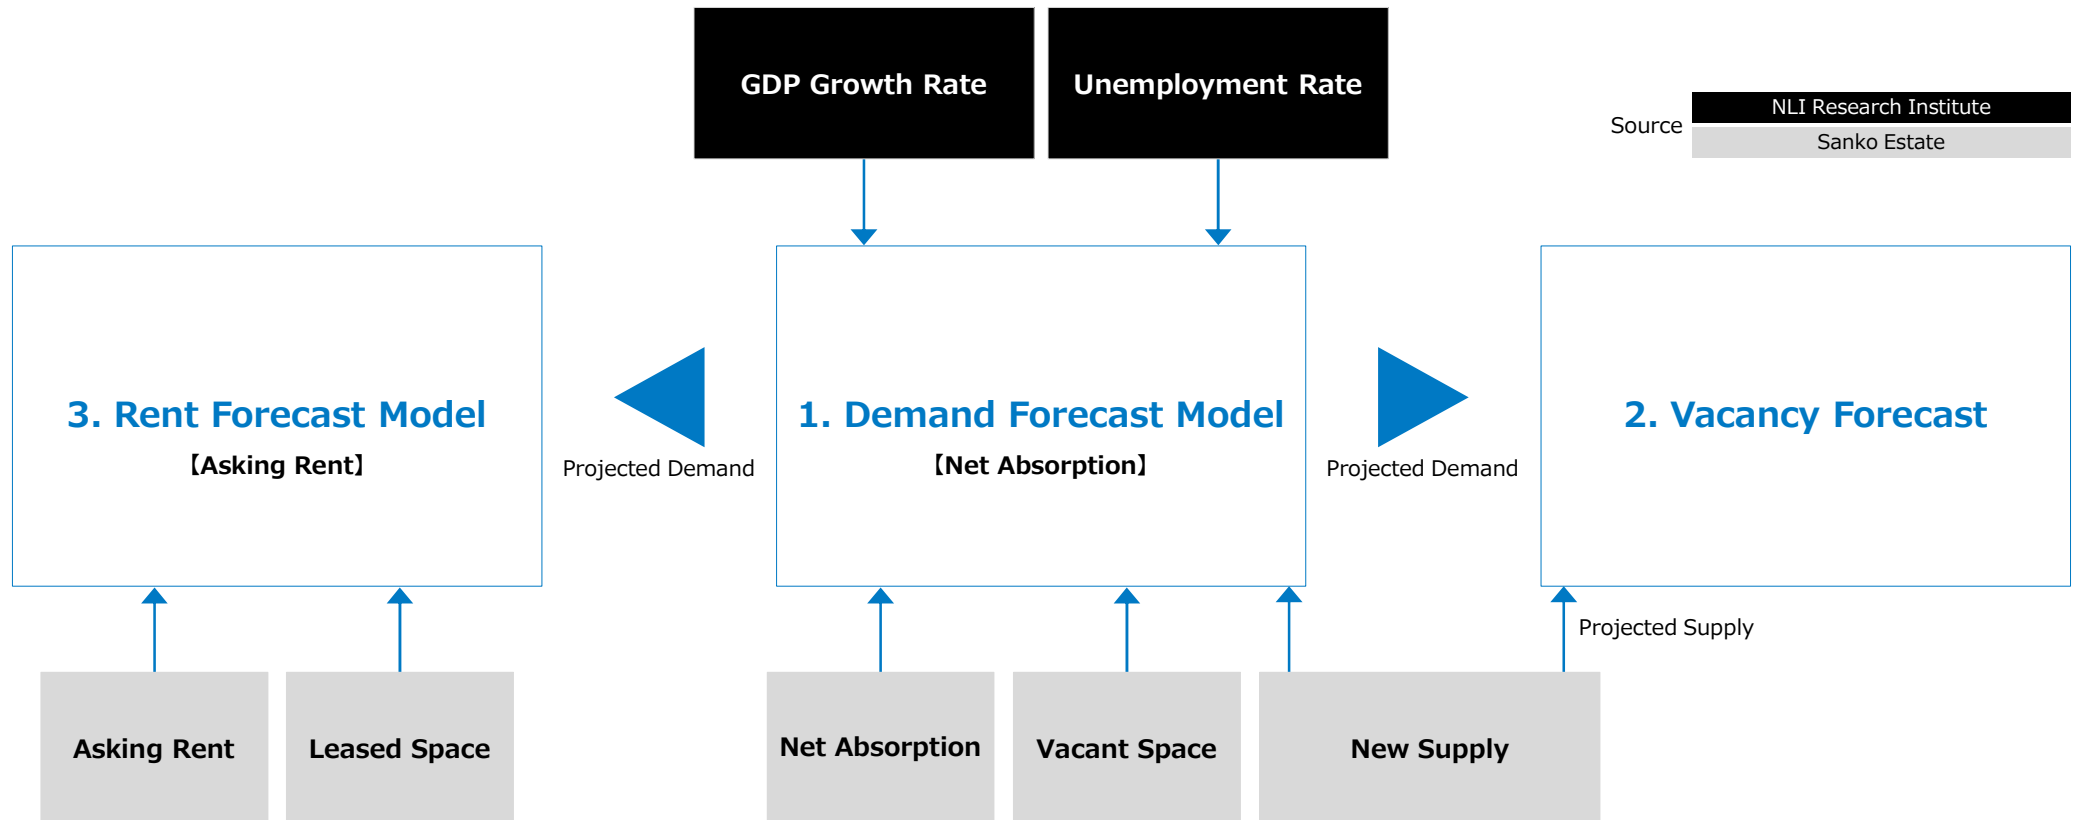 GDP Growth Rate
Unemployment Rate
Source
NLI Research Institute
Sanko Estate
3. Rent Forecast Model
【Asking Rent】
Projected Demand
1. Demand Forecast Model
【Net Absorption】
Projected Demand
2. Vacancy Forecast
Projected Supply
Asking Rent
Leased Space
Net Absorption
Vacant Space
New Supply